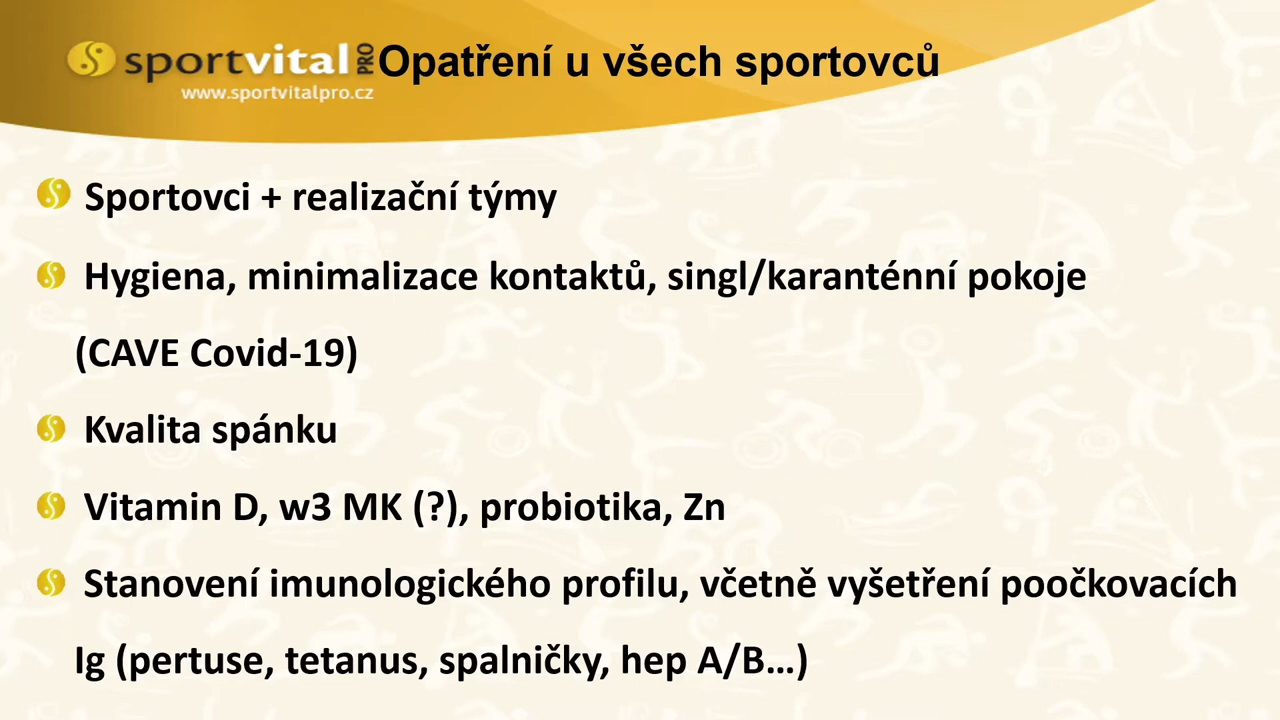 sportvital PRO
www.sportvitalpro.cz
Opatření u všech sportovců
Sportovci + realizační týmy
Hygiena, minimalizace kontaktů, singl/karanténní pokoje
(CAVE Covid-19)
Kvalita spánku
Vitamin D, w3 MK (?), probiotika, Zn
Stanovení imunologického profilu, včetně vyšetření poočkovacích
Ig (pertuse, tetanus, spalničky, hep A/B...)